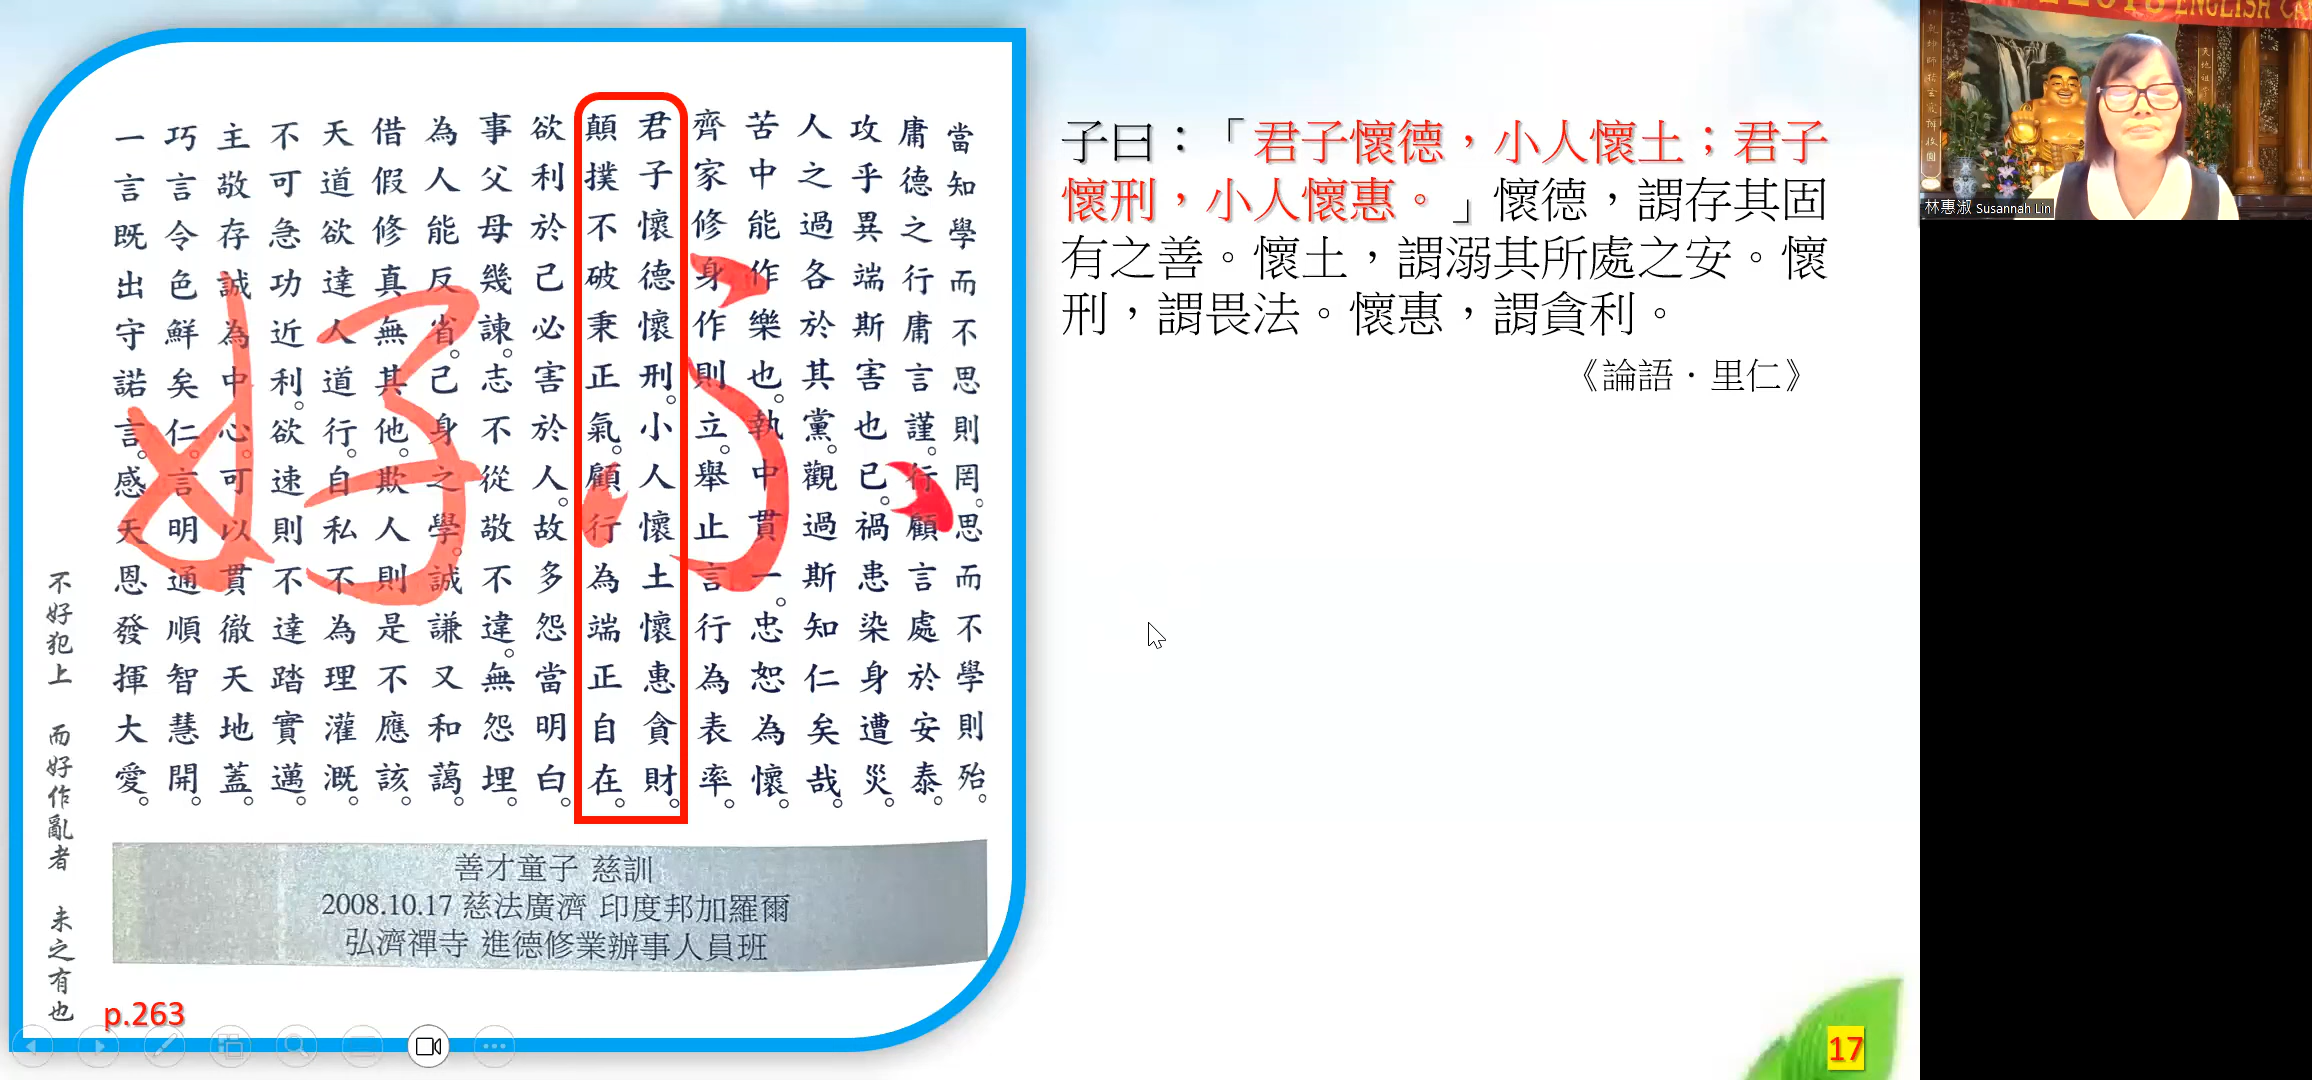 當知學而不思則罔。思而不學則殆。
庸德之行庸言謹。行顧言處於安泰。
攻乎異端斯害也已。禍患染身遭災。
人之過各於其黨。觀過斯知仁矣哉。
苦中能作樂也。執中貫一。忠恕為懷。
齊家修身作則立。舉止言行為表率。
君子懷德懷刑。小人懷土懷惠貪財。
顛撲不破秉正氣。顧行為端正自在。
欲利於己必害於人。故多怨當明白。
事父母幾諫。志不從敬不違。無怨埋。
為人能反省。己身之學。誠謙又和藹。
借假修真無其他。欺人則是不應該。
天道欲達人道行。自私不為理灌溉。
不可急功近利。欲速則不達踏實邁。
主敬存誠為中心。可以貫徹天地蓋。
巧言令色鮮矣仁。言明通順智慧開。
一言既出守諾言。感天恩發揮大愛。
不好犯上 而好作亂者 未之有也
善才童子 慈訓
2008.10.17 慈法廣濟 印度邦加羅爾
弘濟禪寺 進德修業辦事人員班
p.263
子曰：「君子懷德，小人懷土；君子
懷刑，小人懷惠。」懷德，謂存其固
有之善。懷土，謂溺其所處之安。懷
刑，謂畏法。懷惠，謂貪利。
《論語．里仁》
17
2018 ENGLISH
林惠淑 Susannah Lin